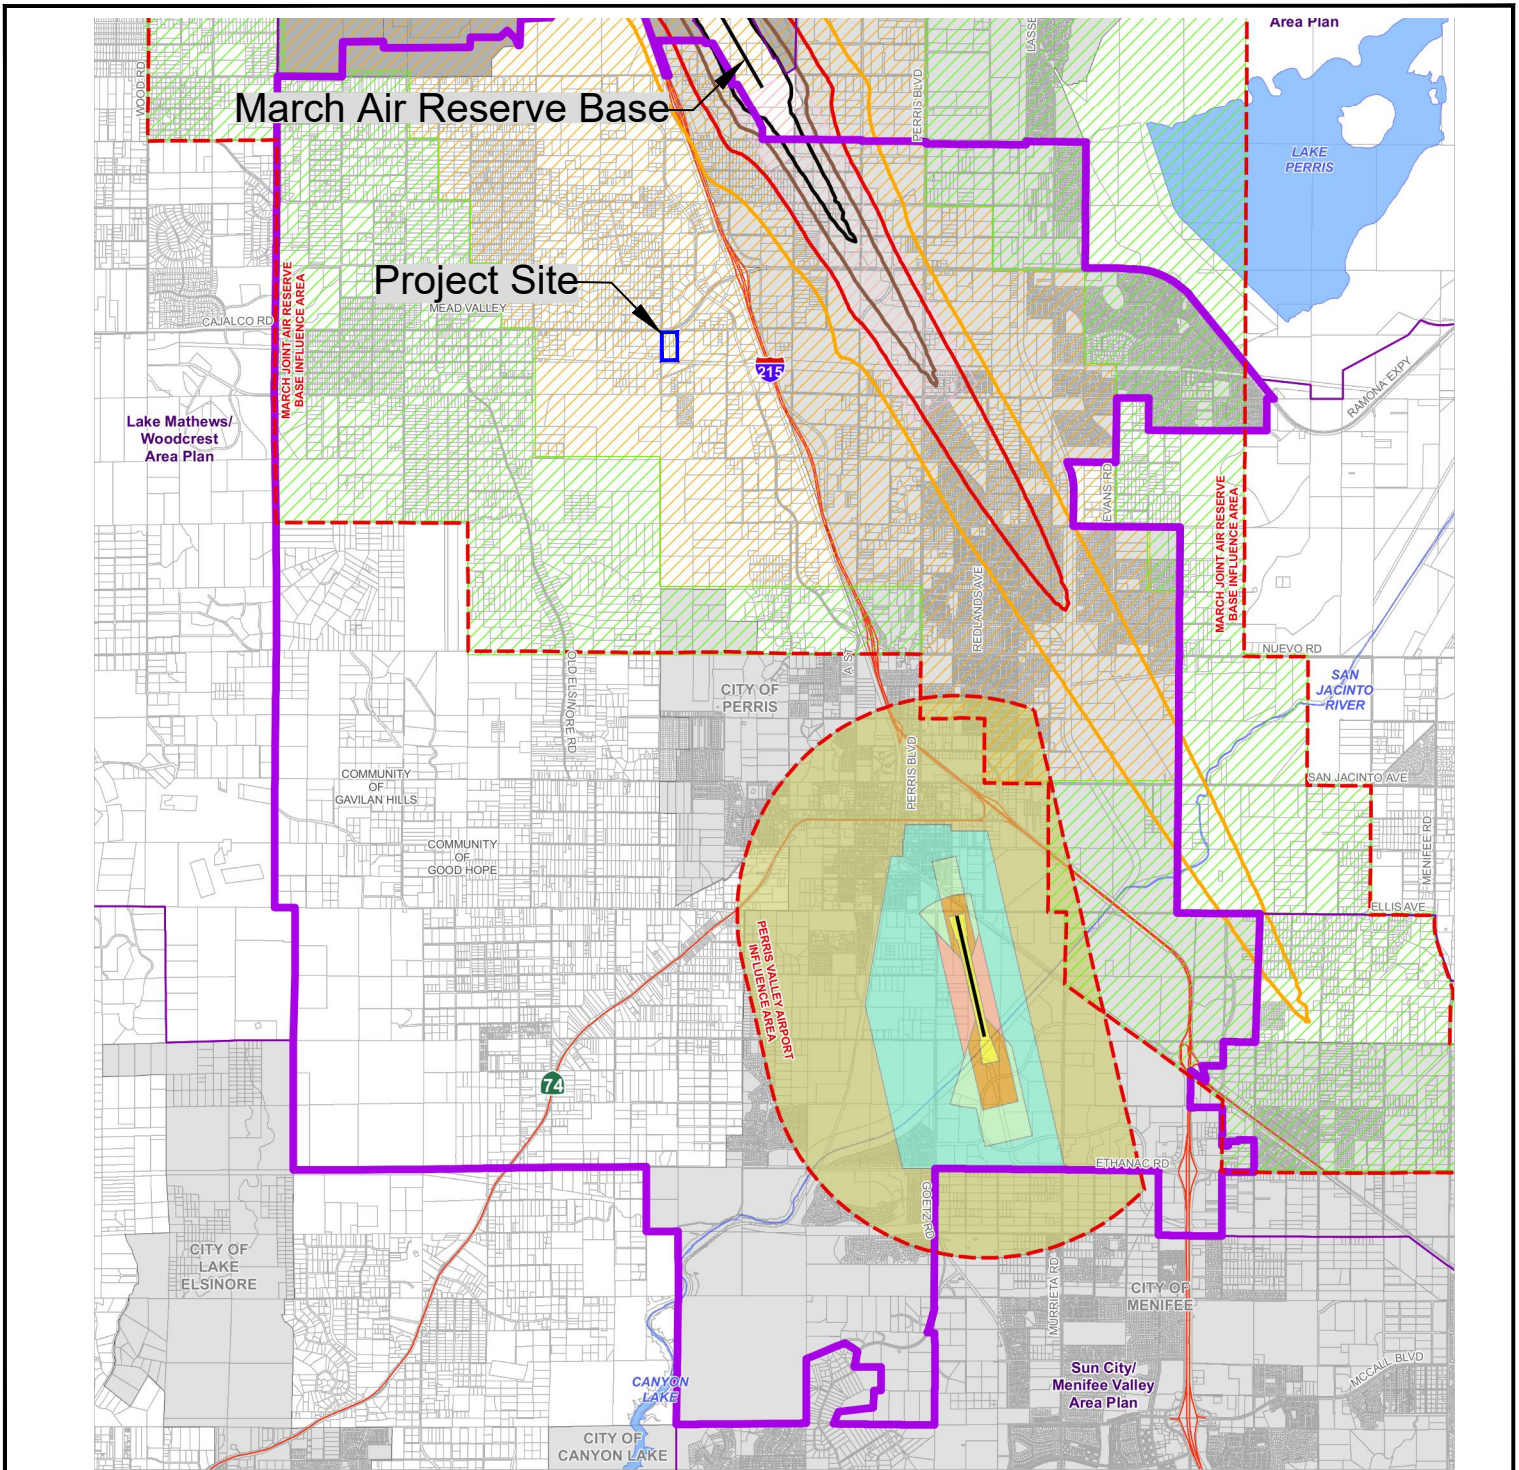 Area Plan
WOOD RD
LASSE
PERRIS BLVD
March Air Reserve Base
LAKE
PERRIS
Project Site
MEAD VALLEY
CAJALCO RD
MARCH JOINT AIR RESERVE
BASE INFLUENCE AREA
215
RAMONA EXPY
Lake Mathews/
Woodcrest
Area Plan
EVANS RD
MARCH JOINT AIR RESERVE
BASE INFLUENCE AREA
REDLANDS AVE
NUEVO RD
A ST
OLD ELSINORE RD
CITY OF
PERRIS
SAN
JACINTO
RIVER
PERRIS BLVD
COMMUNITY
OF
GAVILAN HILLS
SAN JACINTO AVE
COMMUNITY
OF
GOOD HOPE
MENIFEE RD
ELLIS AVE
PERRIS VALLEY AIRPORT
INFLUENCE AREA
74
ETHANAC RD
GOETZ RD
CITY OF
LAKE
ELSINORE
MURRIETA RD
CITY OF
MENIFEE
Sun City/
Menifee Valley
Area Plan
MCCALL BLVD
CANYON
LAKE
CITY OF
CANYON LAKE